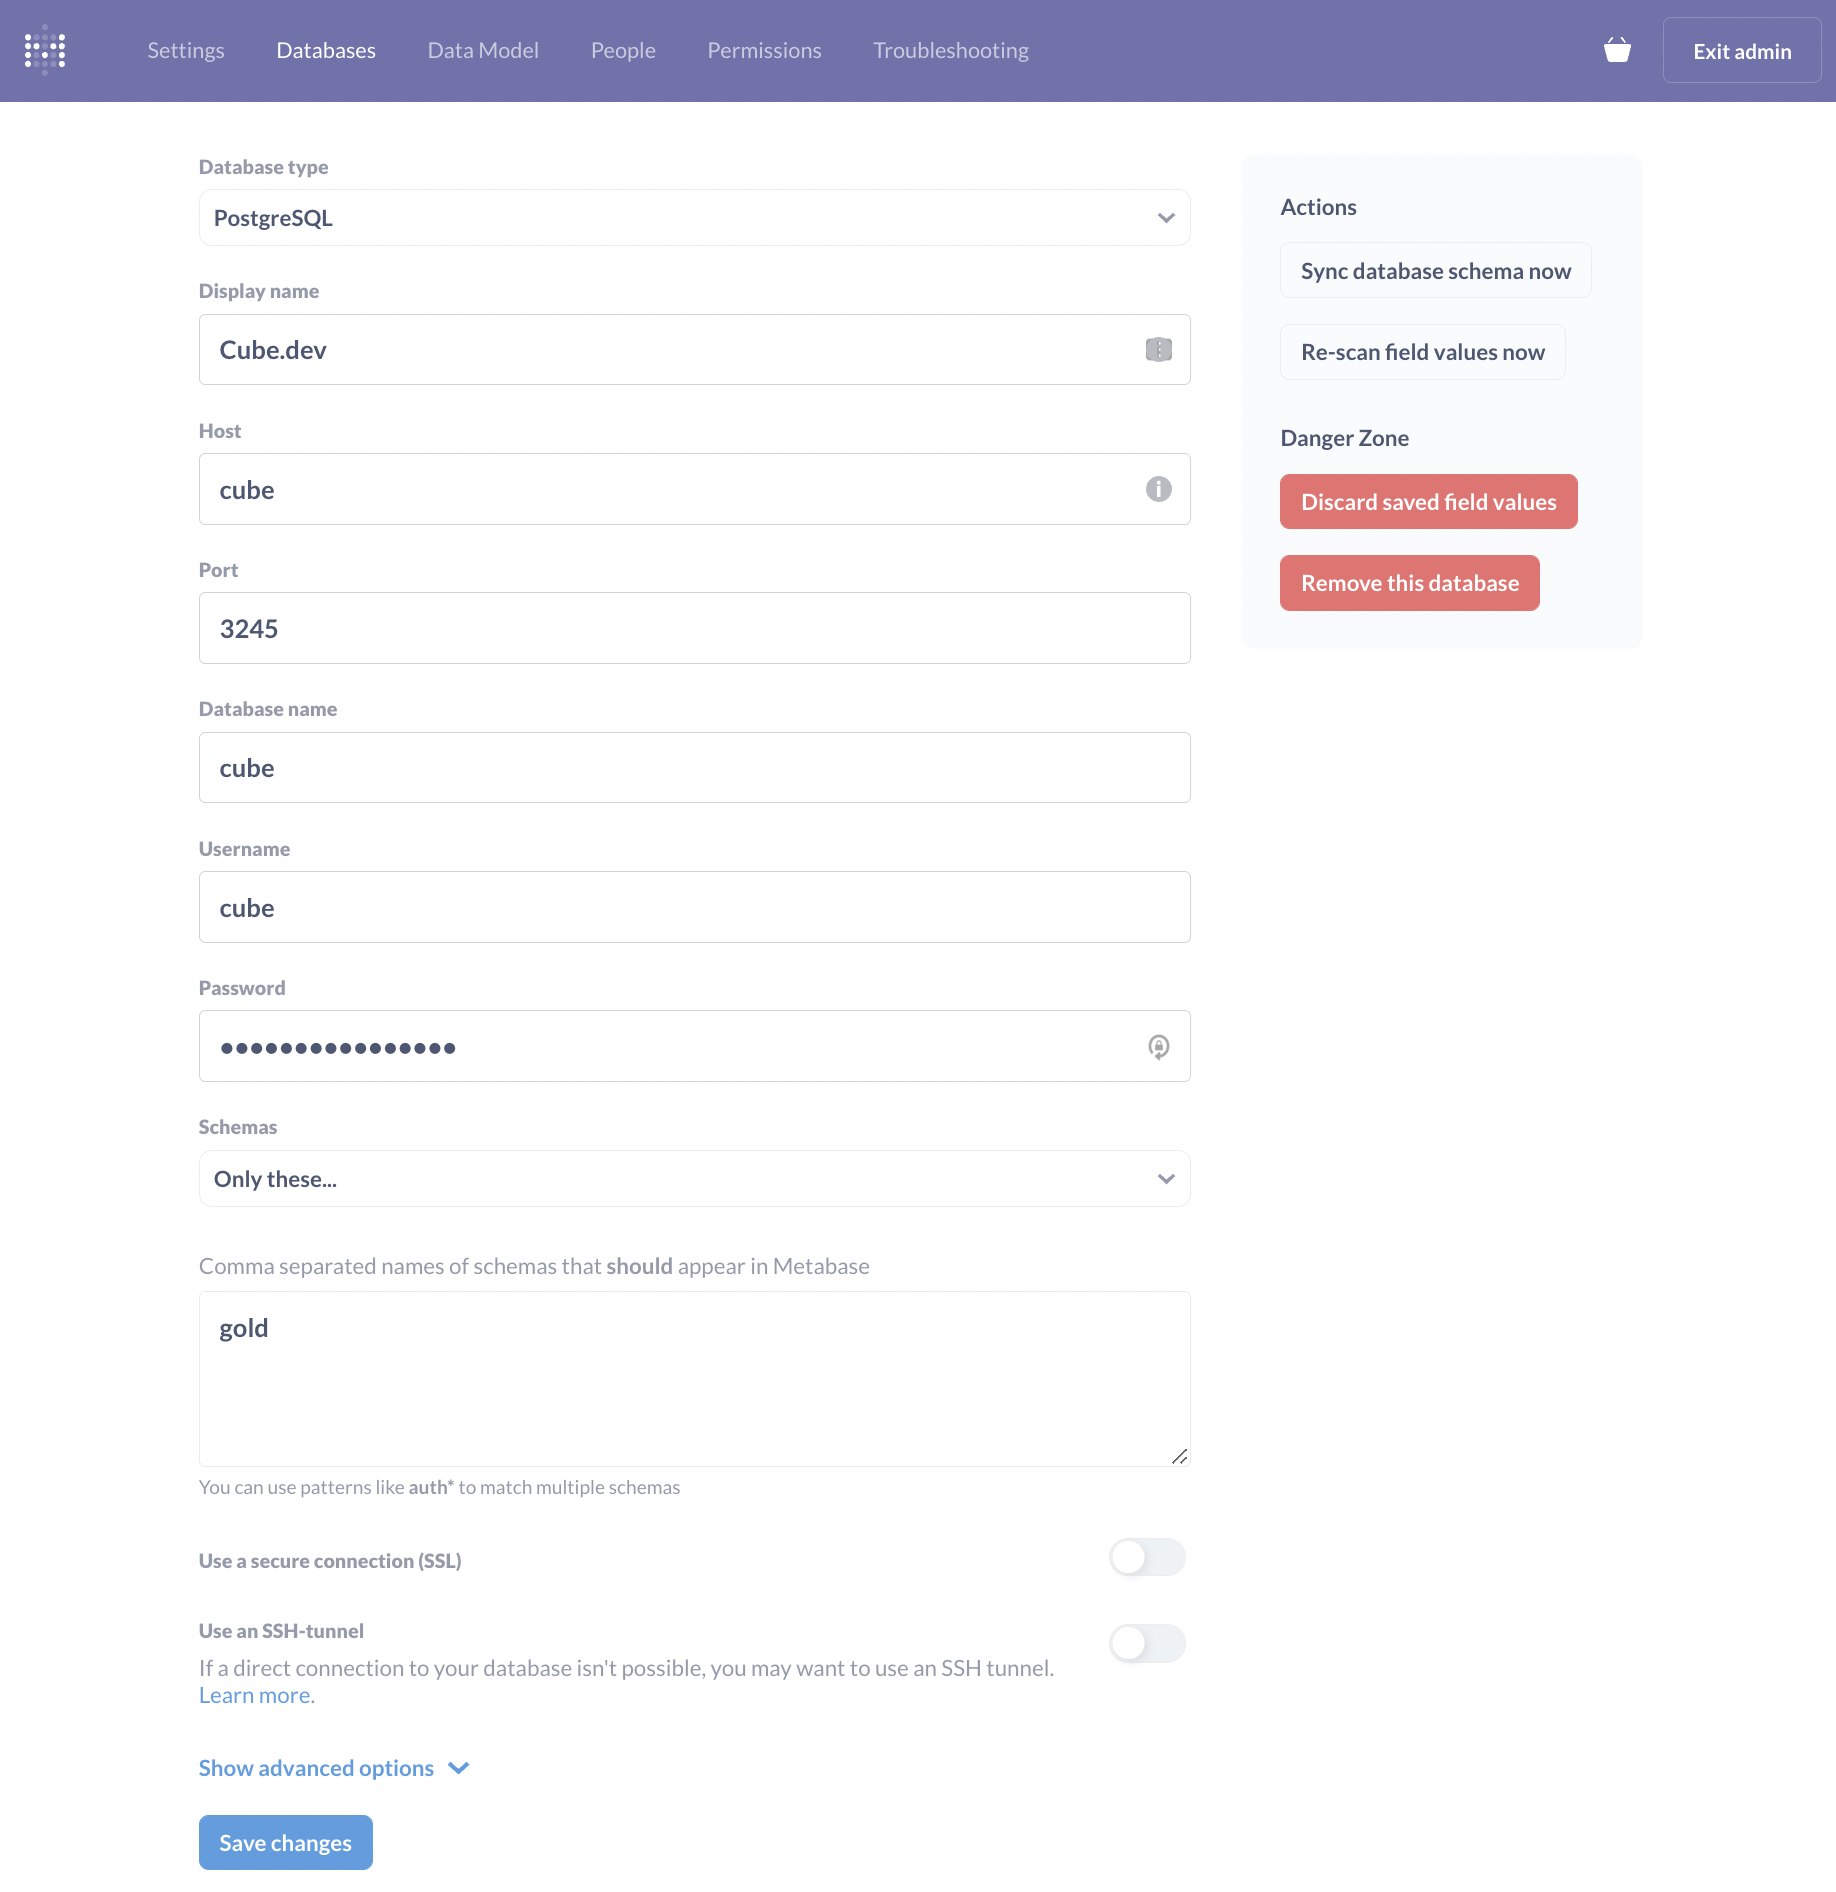 Settings Databases Data Model People Permissions Troubleshooting Exit admin
Database type
PostgreSQL
Display name
Cube.dev
Host
cube
Port
3245
Database name
cube
Username
cube
Password
••••••••••••••••
Schemas
Only these...
Comma separated names of schemas that should appear in Metabase
gold
You can use patterns like auth* to match multiple schemas
Use a secure connection (SSL)
Use an SSH-tunnel
If a direct connection to your database isn't possible, you may want to use an SSH tunnel.
Learn more.
Show advanced options
Save changes
Actions
Sync database schema now
Re-scan field values now
Danger Zone
Discard saved field values
Remove this database